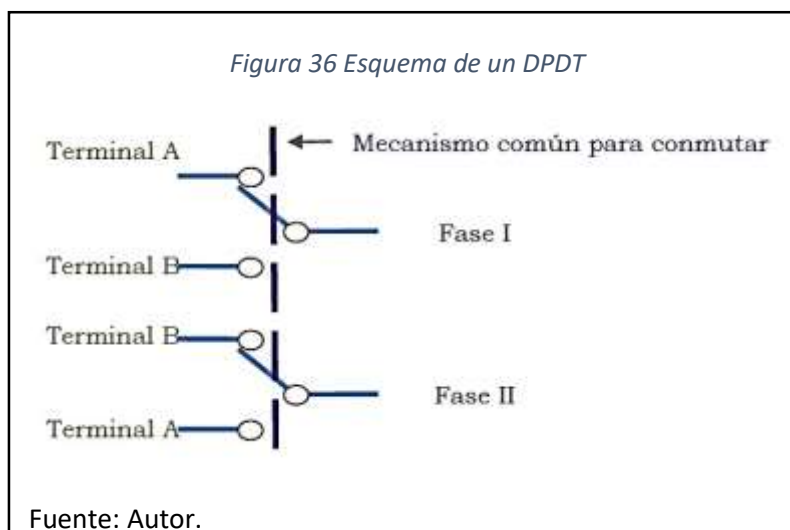 Figura 36 Esquema de un DPDT
Mecanismo común para conmutar
Terminal A
Fase I
Terminal B
Terminal B
Fase II
Terminal A
Fuente: Autor.